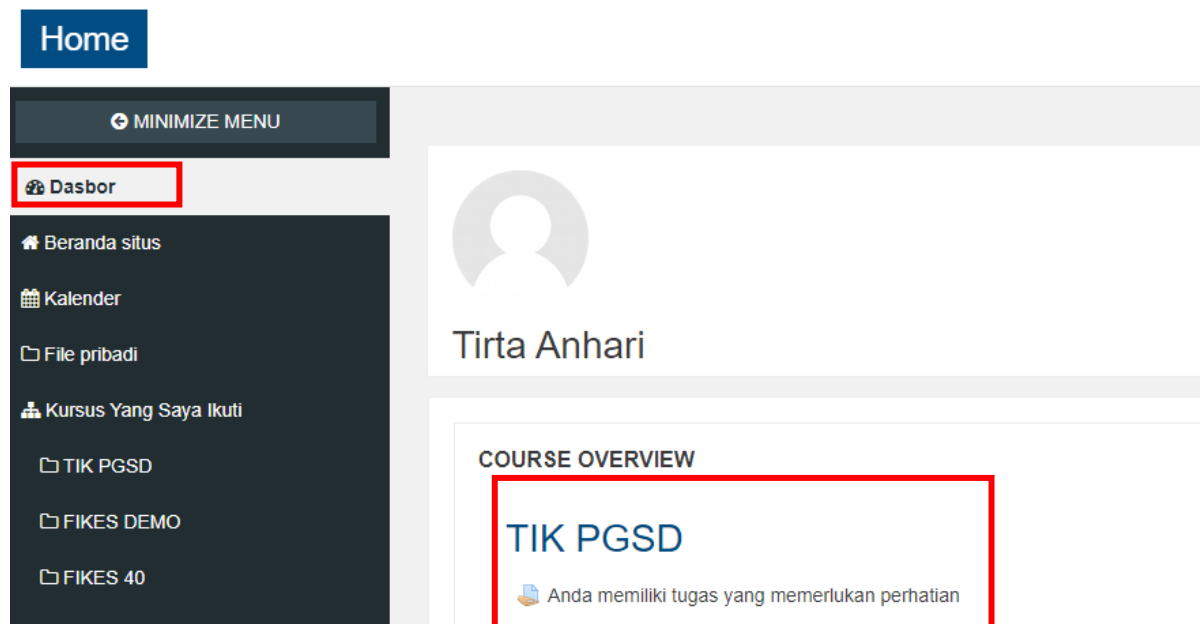 Home
MINIMIZE MENU
Dasbor
Beranda situs
Kalender
File pribadi
Kursus Yang Saya Ikuti
TIK PGSD
FIKES DEMO
FIKES 40
Tirta Anhari
COURSE OVERVIEW
TIK PGSD
Anda memiliki tugas yang memerlukan perhatian